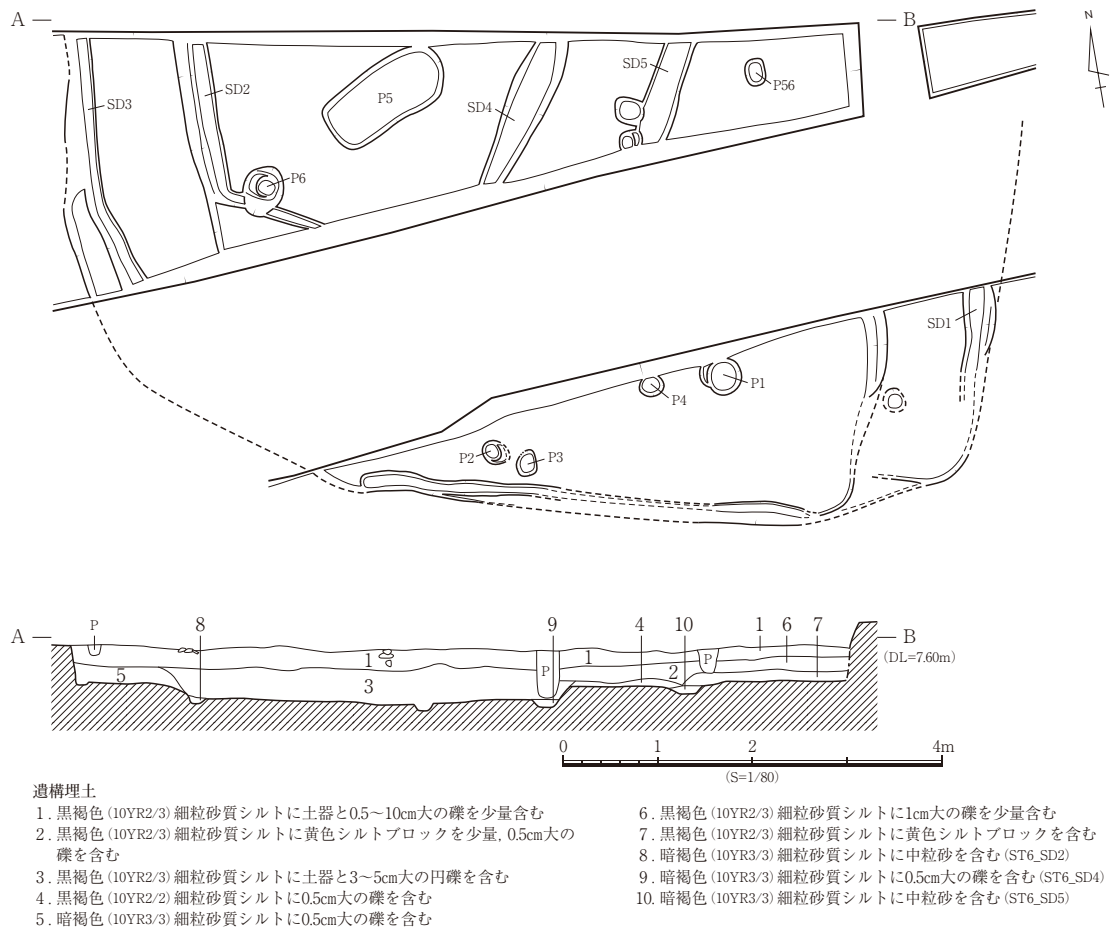 A
B
N
SD3
SD2
P5
SD4
SD5
P56
P6
SD1
P1
P4
P2
P3
A
P
8
9
4
10
1
6
7
B
(DL=7.60m)
5
1
3
P
1
2
P
0
1
2
4m
(S=1/80)
遺構埋土
1. 黒褐色 (10YR2/3) 細粒砂質シルトに土器と0.5～10cm大の礫を少量含む
2. 黒褐色 (10YR2/3) 細粒砂質シルトに黄色シルトブロックを少量, 0.5cm大の
礫を含む
3. 黒褐色 (10YR2/3) 細粒砂質シルトに土器と3～5cm大の円礫を含む
4. 黒褐色 (10YR2/2) 細粒砂質シルトに0.5cm大の礫を含む
5. 暗褐色 (10YR3/3) 細粒砂質シルトに0.5cm大の礫を含む
6. 黒褐色 (10YR2/3) 細粒砂質シルトに1cm大の礫を少量含む
7. 黒褐色 (10YR2/3) 細粒砂質シルトに黄色シルトブロックを含む
8. 暗褐色 (10YR3/3) 細粒砂質シルトに中粒砂を含む (ST6_SD2)
9. 暗褐色 (10YR3/3) 細粒砂質シルトに0.5cm大の礫を含む (ST6_SD4)
10. 暗褐色 (10YR3/3) 細粒砂質シルトに中粒砂を含む (ST6_SD5)